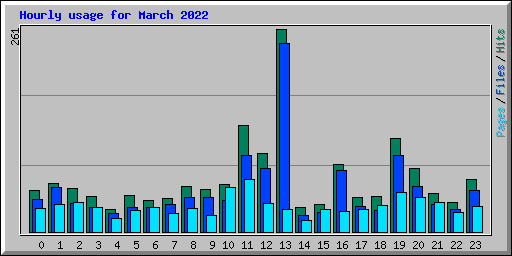 Hourly usage for March 2022
261
Pages/Files/Hits
0 1 2 3 4 5 6 7 8 9 10 11 12 13 14 15 16 17 18 19 20 21 22 23